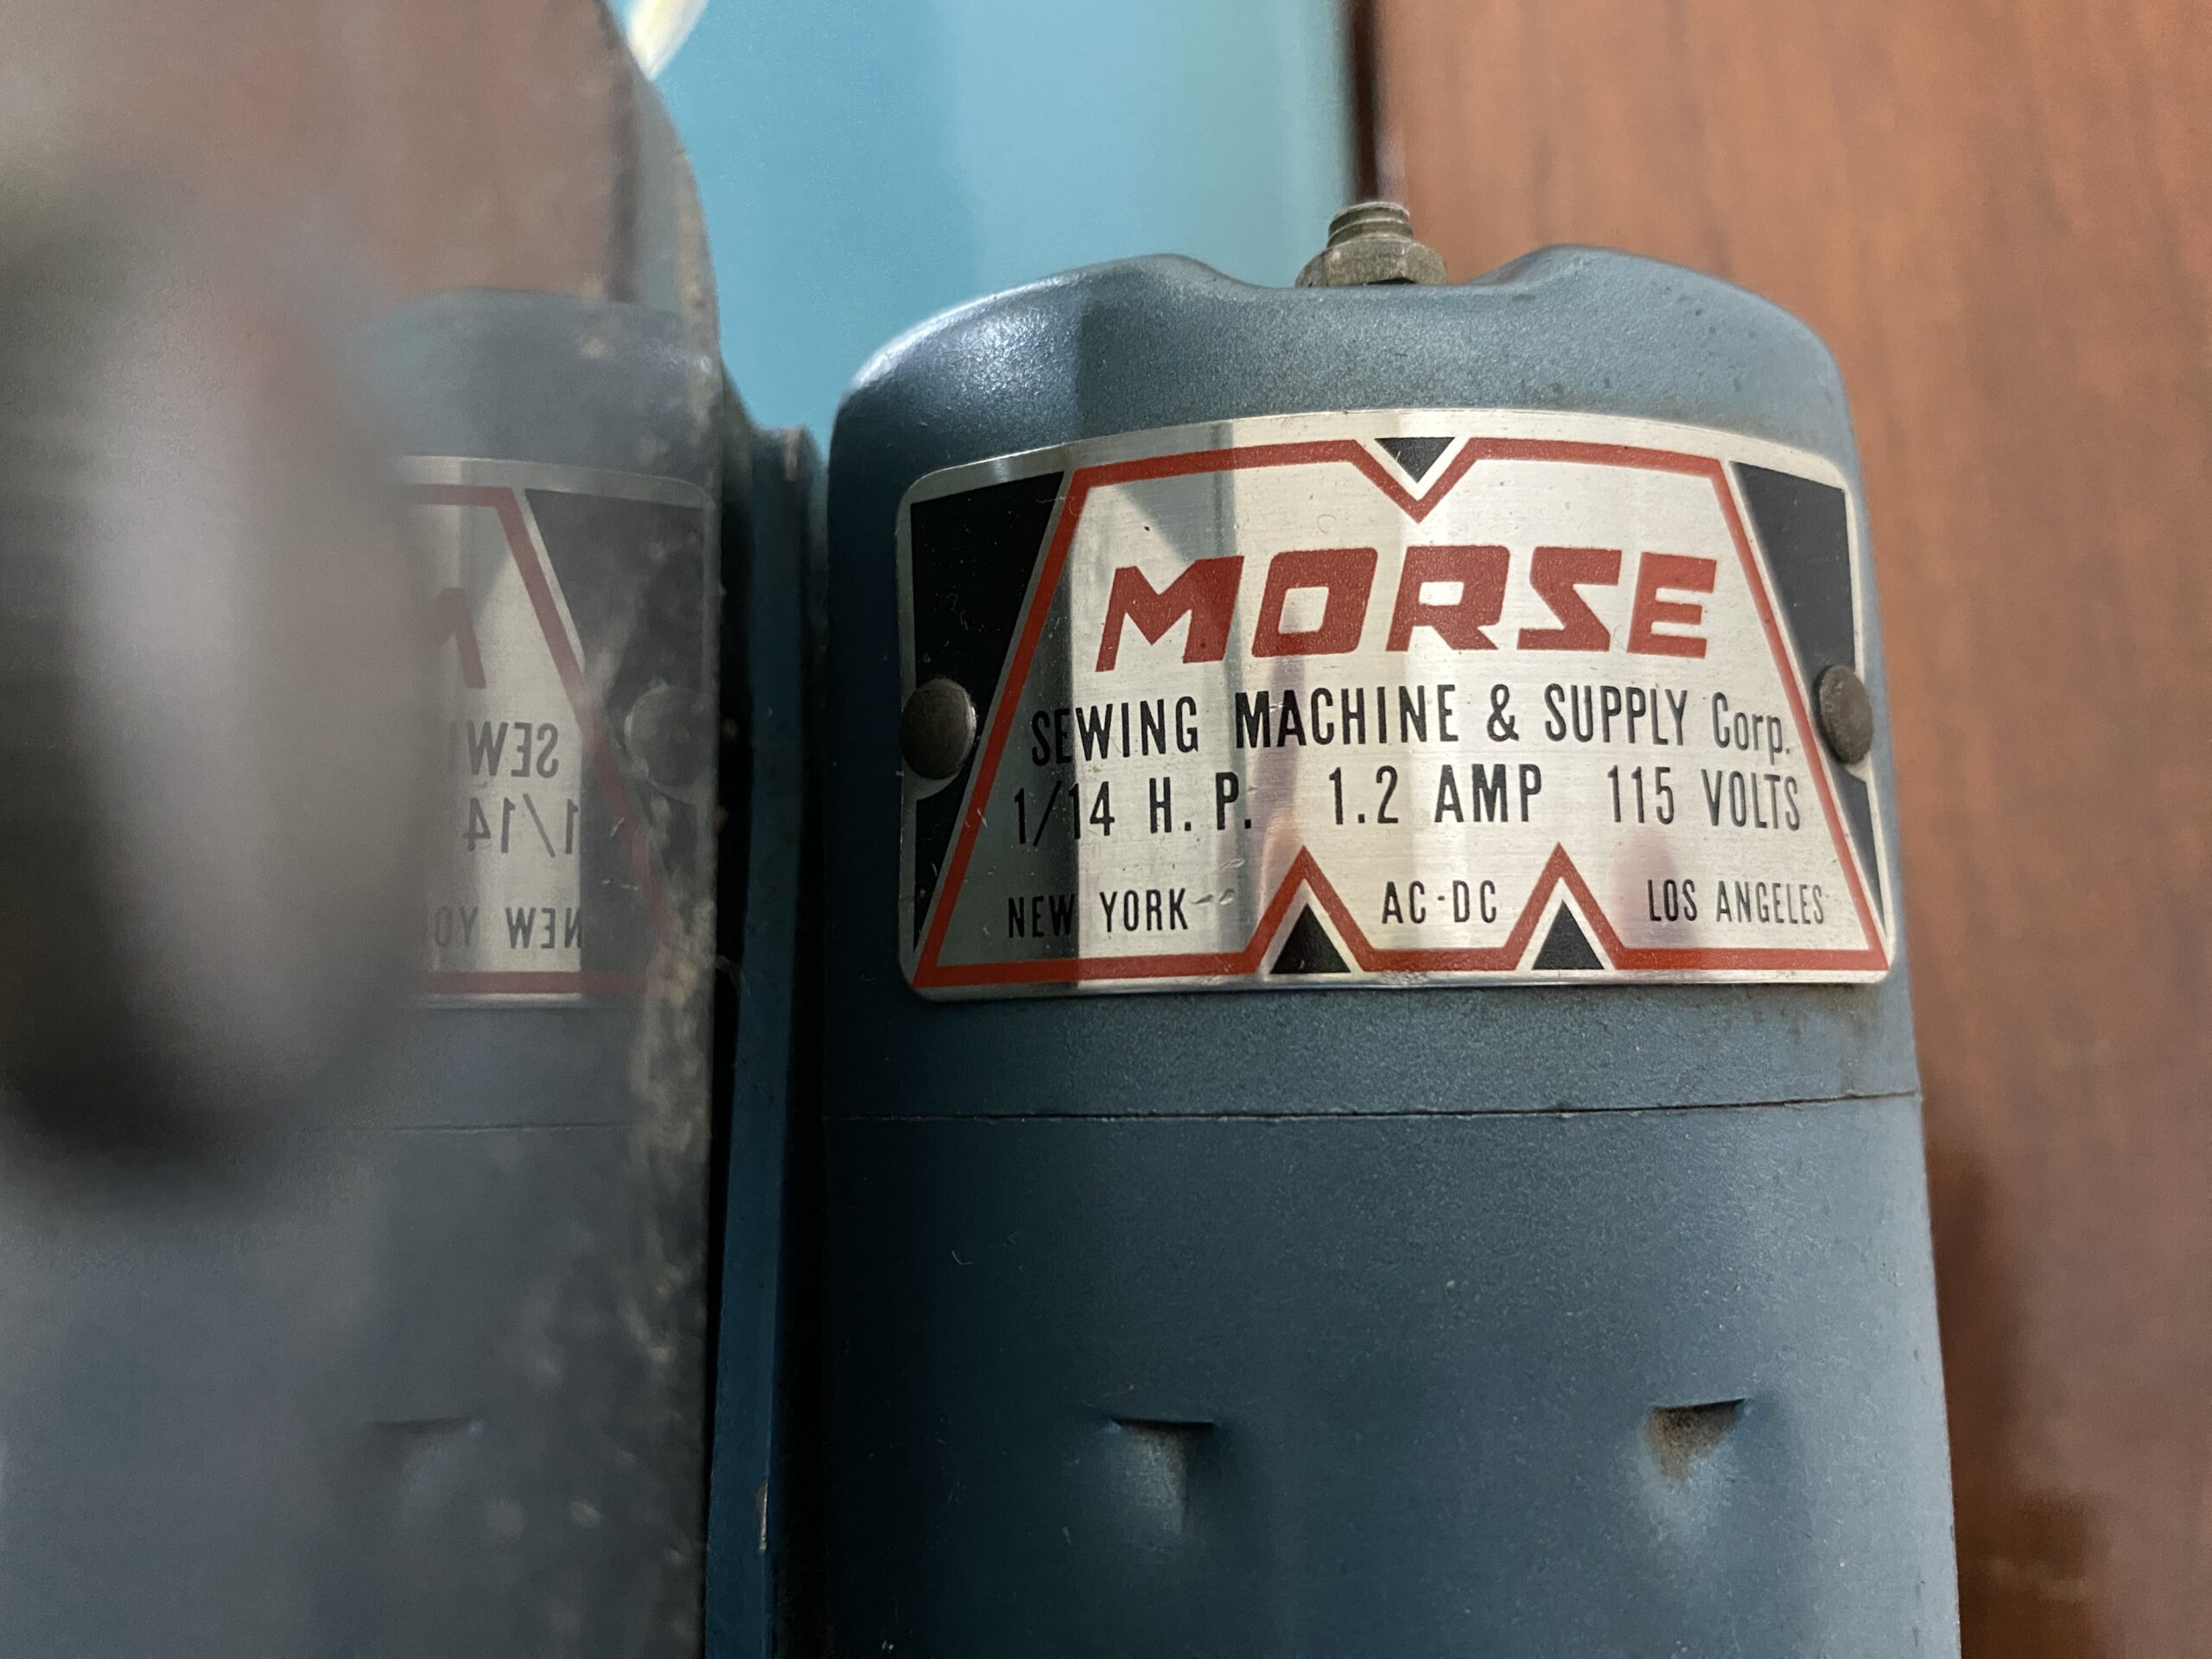 MORSE
SEWING MACHINE & SUPPLY Corp.
1/14 H.P. 1.2 AMP 115 VOLTS
NEW YORK AC-DC LOS ANGELES